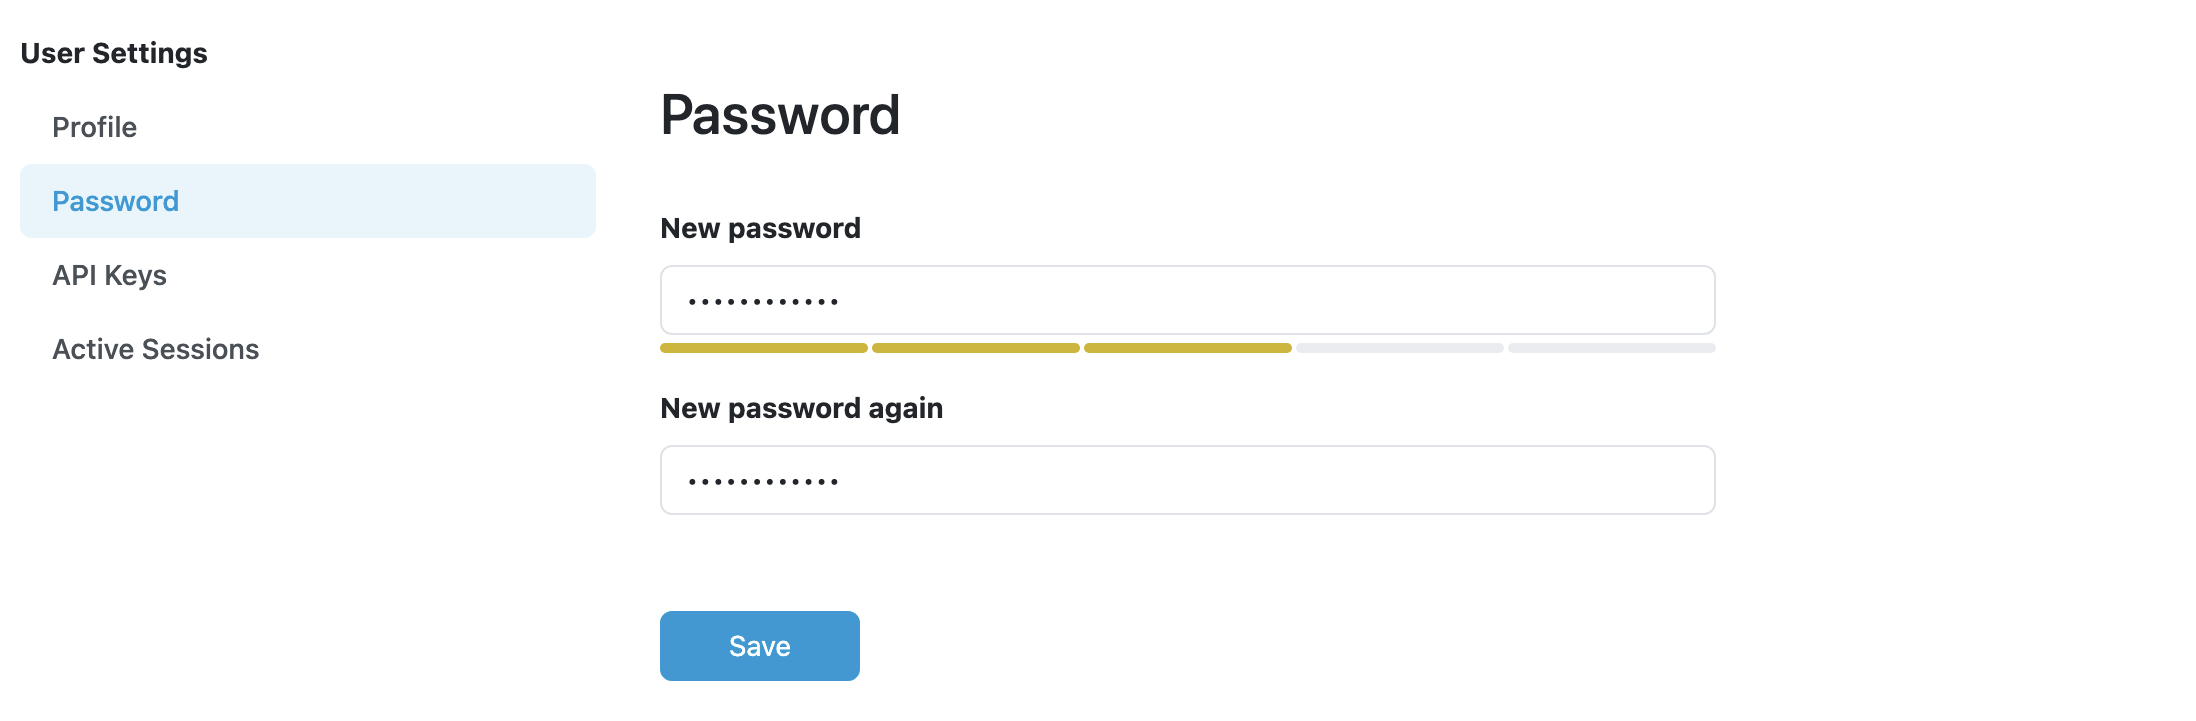 User Settings
Profile
Password
API Keys
Active Sessions
Password
New password
••••••••••••
New password again
••••••••••••
Save